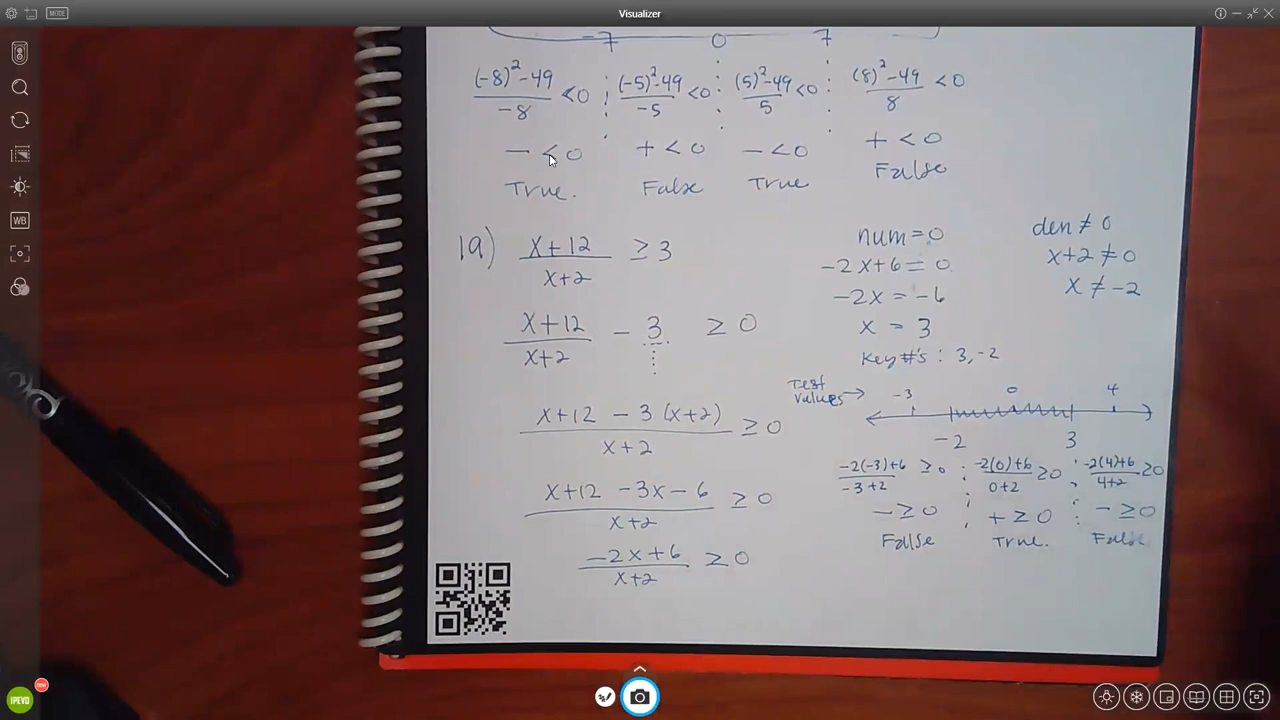 MODE
Visualizer
-7 0 7
(-8)²-49/-8 <0 (-5)²-49/-5 <0 (5)²-49/5 <0 (8)²-49/8 <0
- <0 + <0 - <0 + <0
True. False True False
19) x+12/x+2 ≥ 3
x+12/x+2 - 3 ≥ 0
x+12 - 3(x+2)/x+2 ≥ 0
x+12 -3x-6/x+2 ≥ 0
-2x+6/x+2 ≥ 0
num=0
-2x+6=0
-2x = -6
x = 3
Key #'s: 3, -2
den ≠ 0
x+2 ≠ 0
x ≠ -2
Test values → -3 0 4
-2 3
-2(-3)+6/-3+2 ≥0 -2(0)+6/0+2 ≥0 -2(4)+6/4+2 ≥0
- ≥0 + ≥0 - ≥0
False True. False
WB
new
IPEVO